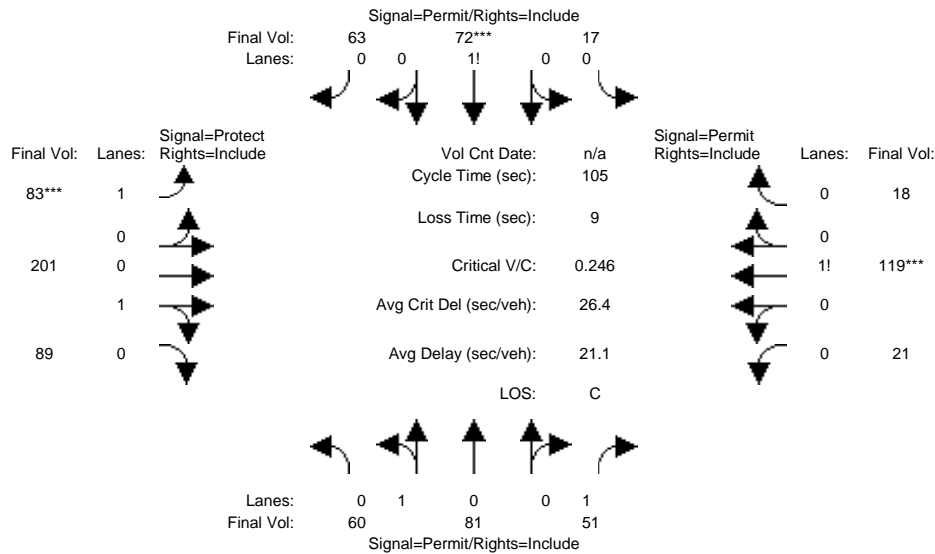 Signal=Permit/Rights=Include
Final Vol: 63 72*** 17
Lanes: 0 0 1! 0 0
Signal=Protect
Final Vol: Lanes: Rights=Include
Vol Cnt Date: n/a
Signal=Permit
Rights=Include Lanes: Final Vol:
Cycle Time (sec): 105
83*** 1
0 18
Loss Time (sec): 9
0
0
201 0
Critical V/C: 0.246
1! 119***
1
Avg Crit Del (sec/veh): 26.4
0
89 0
Avg Delay (sec/veh): 21.1
0 21
LOS: C
Lanes: 0 1 0 0 1
Final Vol: 60 81 51
Signal=Permit/Rights=Include